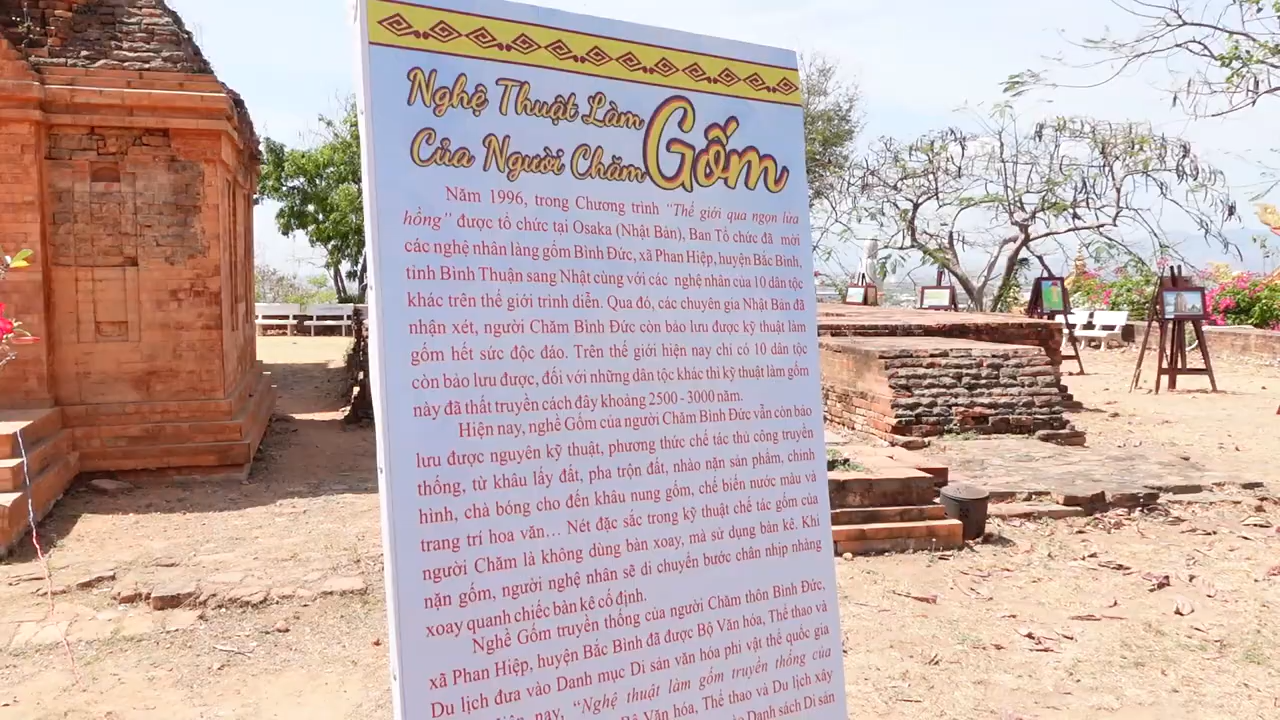 Nghệ Thuật Làm Gốm
Của Người Chăm
Năm 1996, trong Chương trình "Thế giới qua ngọn lửa
hồng" được tổ chức tại Osaka (Nhật Bản), Ban Tổ chức đã mời
các nghệ nhân làng gốm Bình Đức, xã Phan Hiệp, huyện Bắc Bình,
tỉnh Bình Thuận sang Nhật cùng với các nghệ nhân của 10 dân tộc
khác trên thế giới trình diễn. Qua đó, các chuyên gia Nhật Bản đã
nhận xét, người Chăm Bình Đức còn bảo lưu được kỹ thuật làm
gốm hết sức độc đáo. Trên thế giới hiện nay chỉ có 10 dân tộc
còn bảo lưu được, đối với những dân tộc khác thì kỹ thuật làm gốm
này đã thất truyền cách đây khoảng 2500 - 3000 năm.
Hiện nay, nghề Gốm của người Chăm Bình Đức vẫn còn bảo
lưu được nguyên kỹ thuật, phương thức chế tác thủ công truyền
thống, từ khâu lấy đất, pha trộn đất, nhào nặn sản phẩm, chỉnh
hình, chà bóng cho đến khâu nung gốm, chế biến nước màu và
trang trí hoa văn… Nét đặc sắc trong kỹ thuật chế tác gốm của
người Chăm là không dùng bàn xoay, mà sử dụng bàn kê. Khi
nặn gốm, người nghệ nhân sẽ di chuyển bước chân nhịp nhàng
xoay quanh chiếc bàn kê cố định.
Nghề Gốm truyền thống của người Chăm thôn Bình Đức,
xã Phan Hiệp, huyện Bắc Bình đã được Bộ Văn hóa, Thể thao và
Du lịch đưa vào Danh mục Di sản văn hóa phi vật thể quốc gia
nay, "Nghệ thuật làm gốm truyền thống của
Bộ Văn hóa, Thể thao và Du lịch xây
Danh sách Di sản